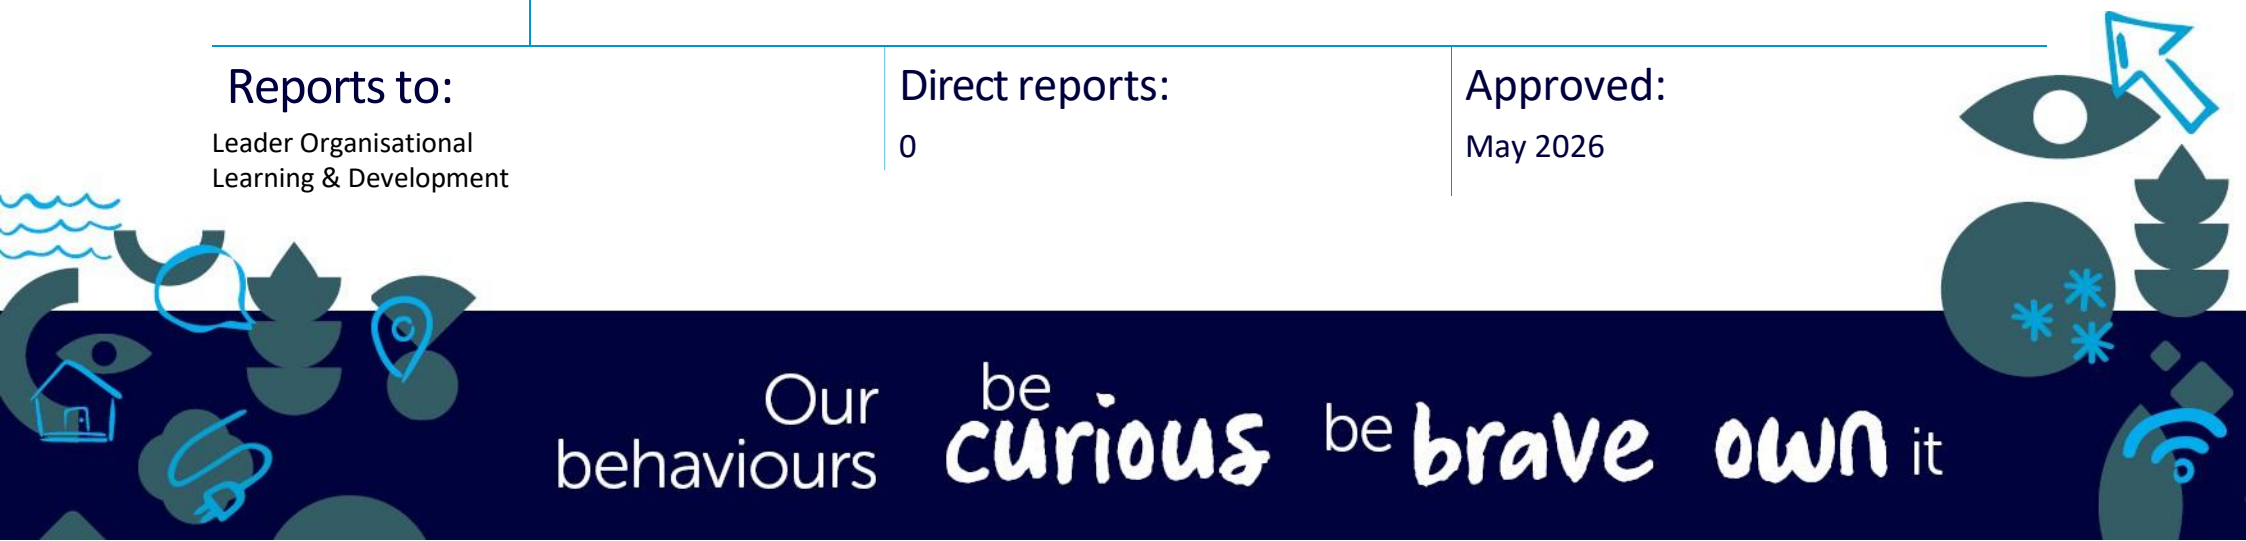 Reports to:
Leader Organisational
Learning & Development
Direct reports:
0
Approved:
May 2026
Our
behaviours
be
curious
be brave
own it